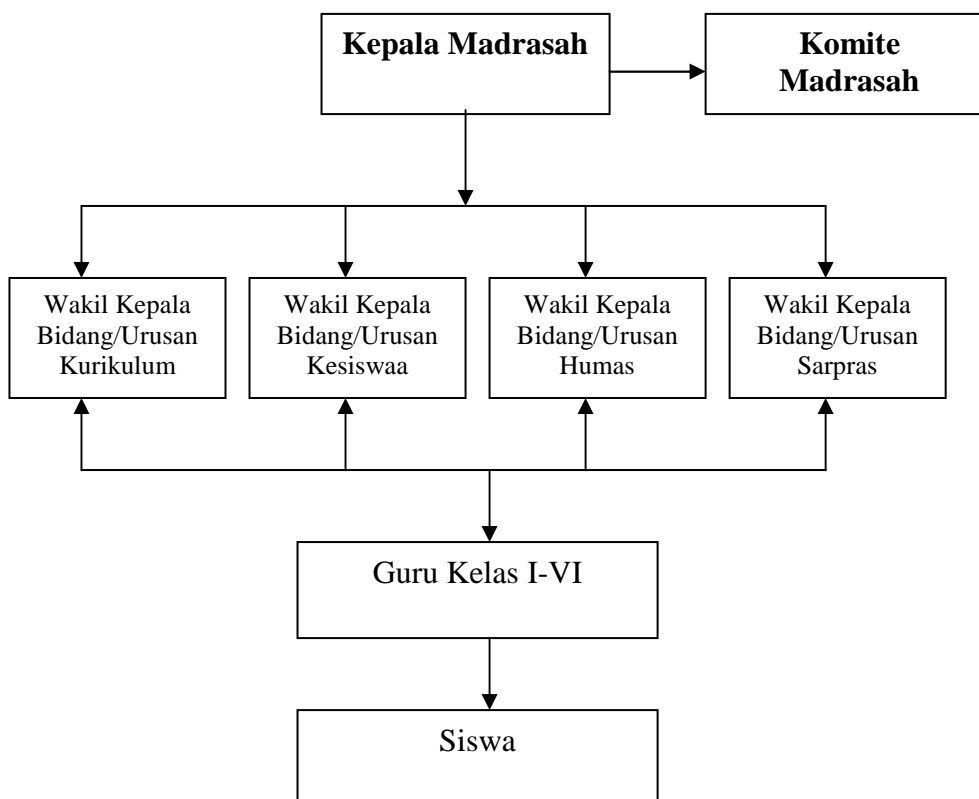 Kepala Madrasah
Komite
Madrasah
Wakil Kepala
Bidang/Urusan
Kurikulum
Wakil Kepala
Bidang/Urusan
Kesiswaa
Wakil Kepala
Bidang/Urusan
Humas
Wakil Kepala
Bidang/Urusan
Sarpras
Guru Kelas I-VI
Siswa